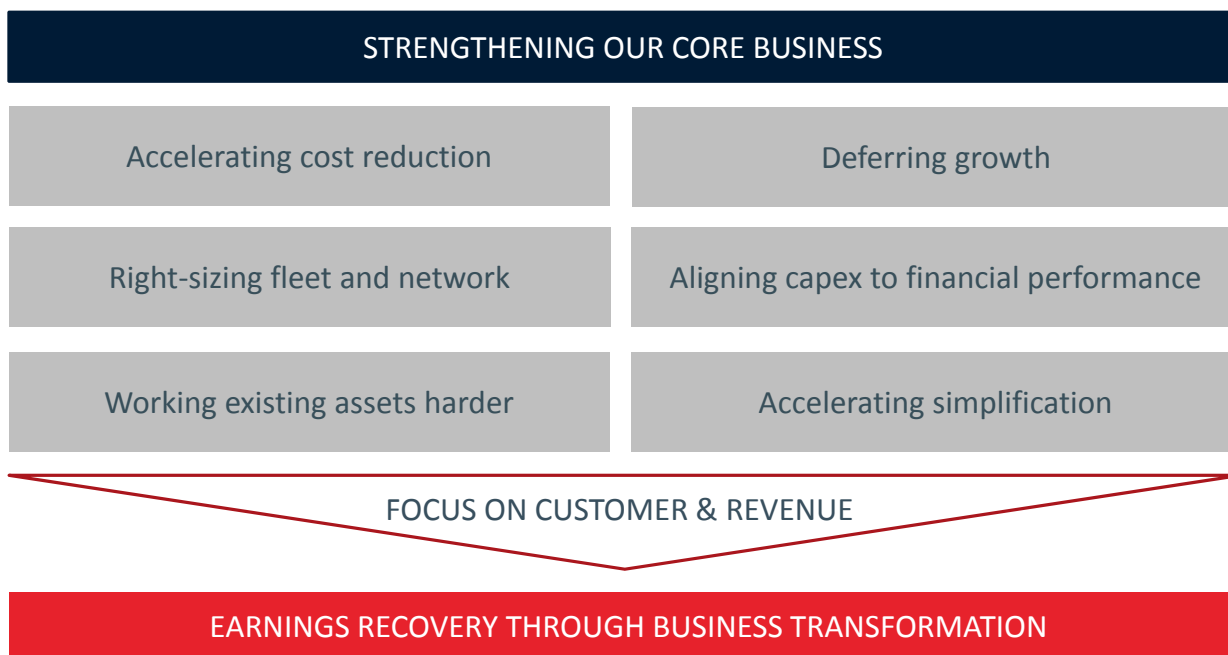 STRENGTHENING OUR CORE BUSINESS
Accelerating cost reduction
Deferring growth
Right-sizing fleet and network
Aligning capex to financial performance
Working existing assets harder
Accelerating simplification
FOCUS ON CUSTOMER & REVENUE
EARNINGS RECOVERY THROUGH BUSINESS TRANSFORMATION